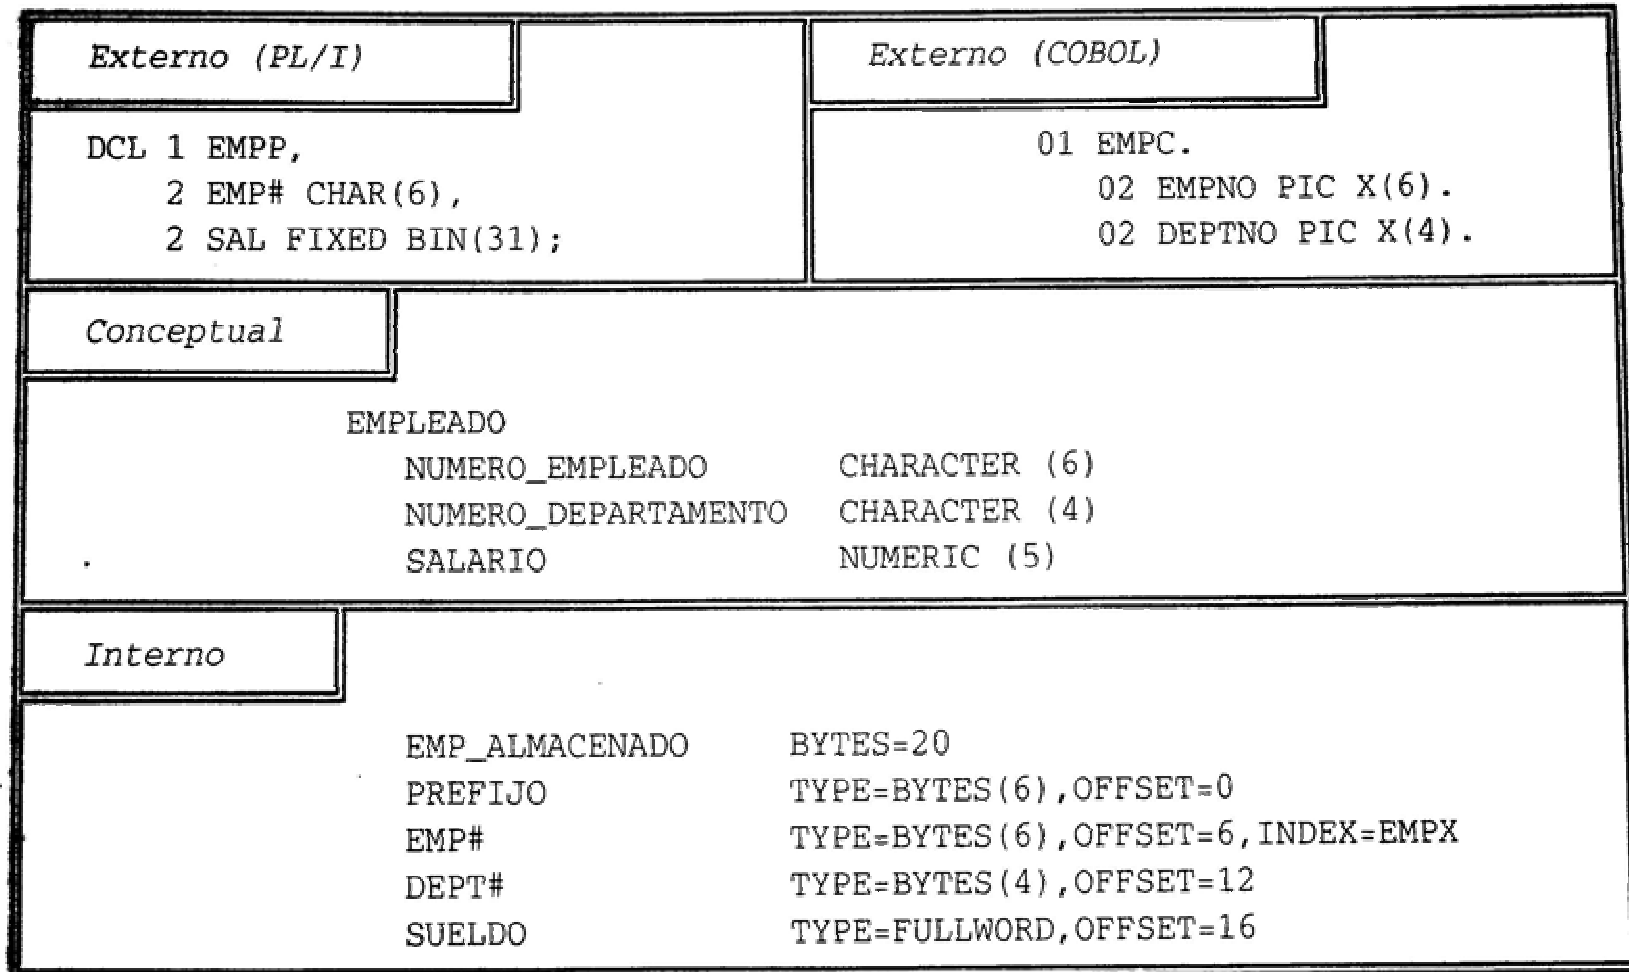 Externo (PL/I)
DCL 1 EMPP,
2 EMP# CHAR(6),
2 SAL FIXED BIN(31);
Externo (COBOL)
01 EMPC.
02 EMPNO PIC X(6).
02 DEPTNO PIC X(4).
Conceptual
EMPLEADO
NUMERO_EMPLEADO CHARACTER (6)
NUMERO_DEPARTAMENTO CHARACTER (4)
SALARIO NUMERIC (5)
Interno
EMP_ALMACENADO BYTES=20
PREFIJO TYPE=BYTES(6),OFFSET=0
EMP# TYPE=BYTES(6),OFFSET=6,INDEX=EMPX
DEPT# TYPE=BYTES(4),OFFSET=12
SUELDO TYPE=FULLWORD,OFFSET=16